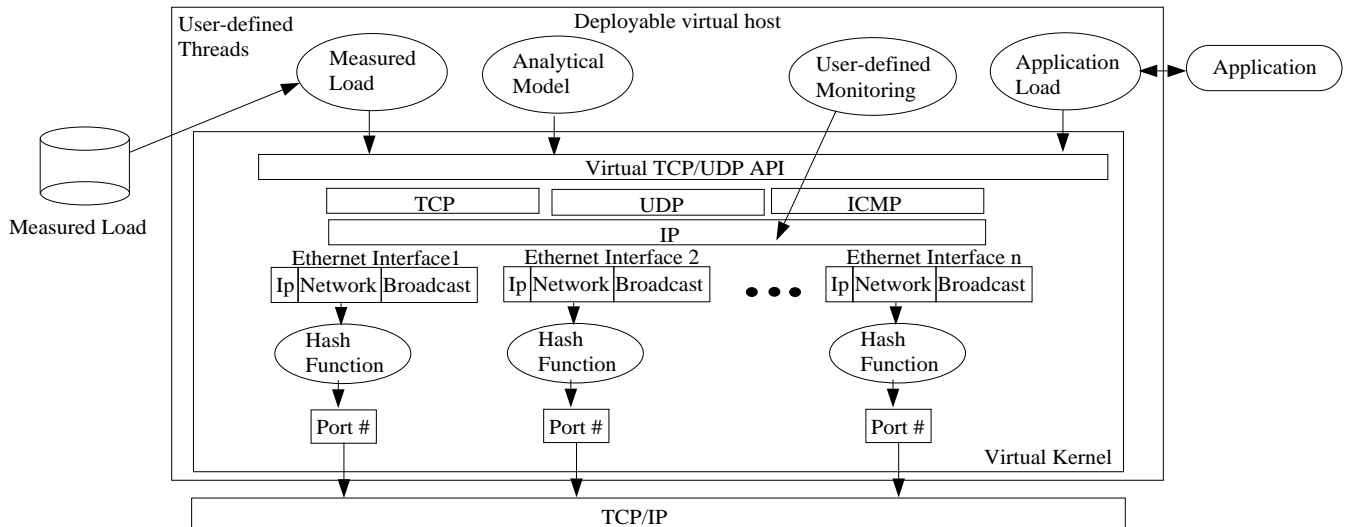 Deployable virtual host
User-defined
Threads
Measured
Load
Analytical
Model
User-defined
Monitoring
Application
Load
Application
Measured Load
Virtual TCP/UDP API
TCP
UDP
ICMP
IP
Ethernet Interface1
Ethernet Interface 2
Ethernet Interface n
Ip Network Broadcast
Ip Network Broadcast
Ip Network Broadcast
Hash
Function
Hash
Function
Hash
Function
Port #
Port #
Port #
Virtual Kernel
TCP/IP